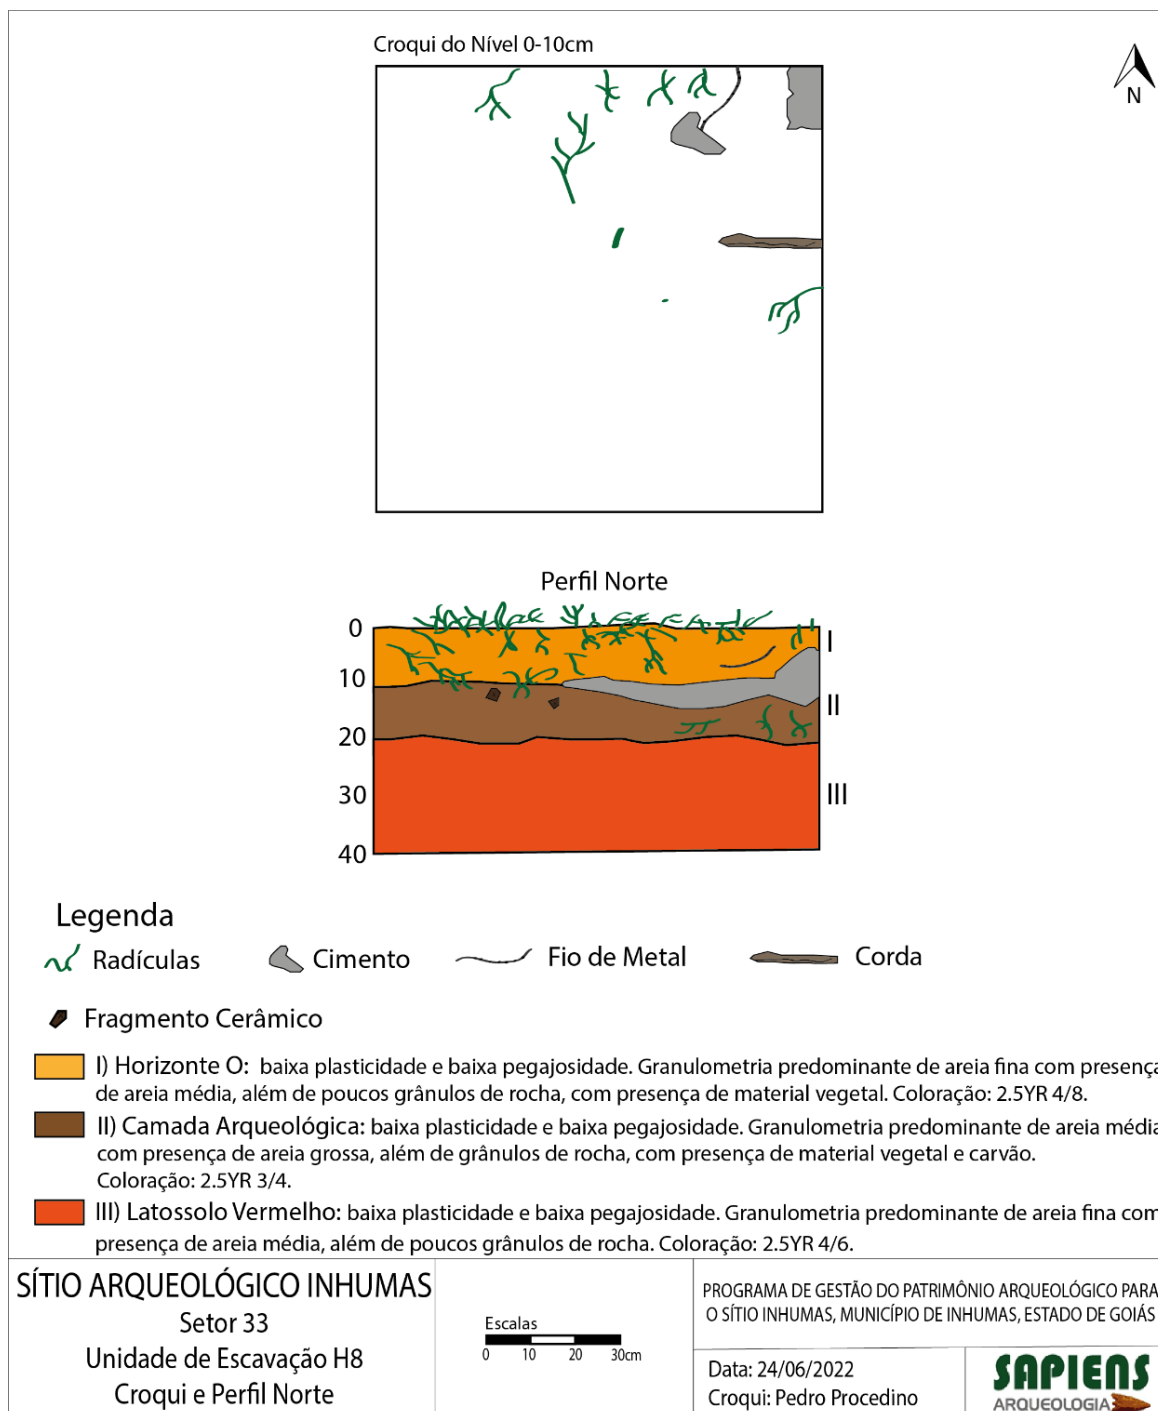 Croqui do Nível 0-10cm
N
Perfil Norte
0
10
20
30
40
I
II
III
Legenda
Radículas
Cimento
Fio de Metal
Corda
Fragmento Cerâmico
I) Horizonte O: baixa plasticidade e baixa pegajosidade. Granulometria predominante de areia fina com presença
de areia média, além de poucos grânulos de rocha, com presença de material vegetal. Coloração: 2.5YR 4/8.
II) Camada Arqueológica: baixa plasticidade e baixa pegajosidade. Granulometria predominante de areia média
com presença de areia grossa, além de grânulos de rocha, com presença de material vegetal e carvão.
Coloração: 2.5YR 3/4.
III) Latossolo Vermelho: baixa plasticidade e baixa pegajosidade. Granulometria predominante de areia fina com
presença de areia média, além de poucos grânulos de rocha. Coloração: 2.5YR 4/6.
SÍTIO ARQUEOLÓGICO INHUMAS
Setor 33
Unidade de Escavação H8
Croqui e Perfil Norte
Escalas
0 10 20 30cm
PROGRAMA DE GESTÃO DO PATRIMÔNIO ARQUEOLÓGICO PARA
O SÍTIO INHUMAS, MUNICÍPIO DE INHUMAS, ESTADO DE GOIÁS
Data: 24/06/2022
Croqui: Pedro Procedino
SAPIENS
ARQUEOLOGIA